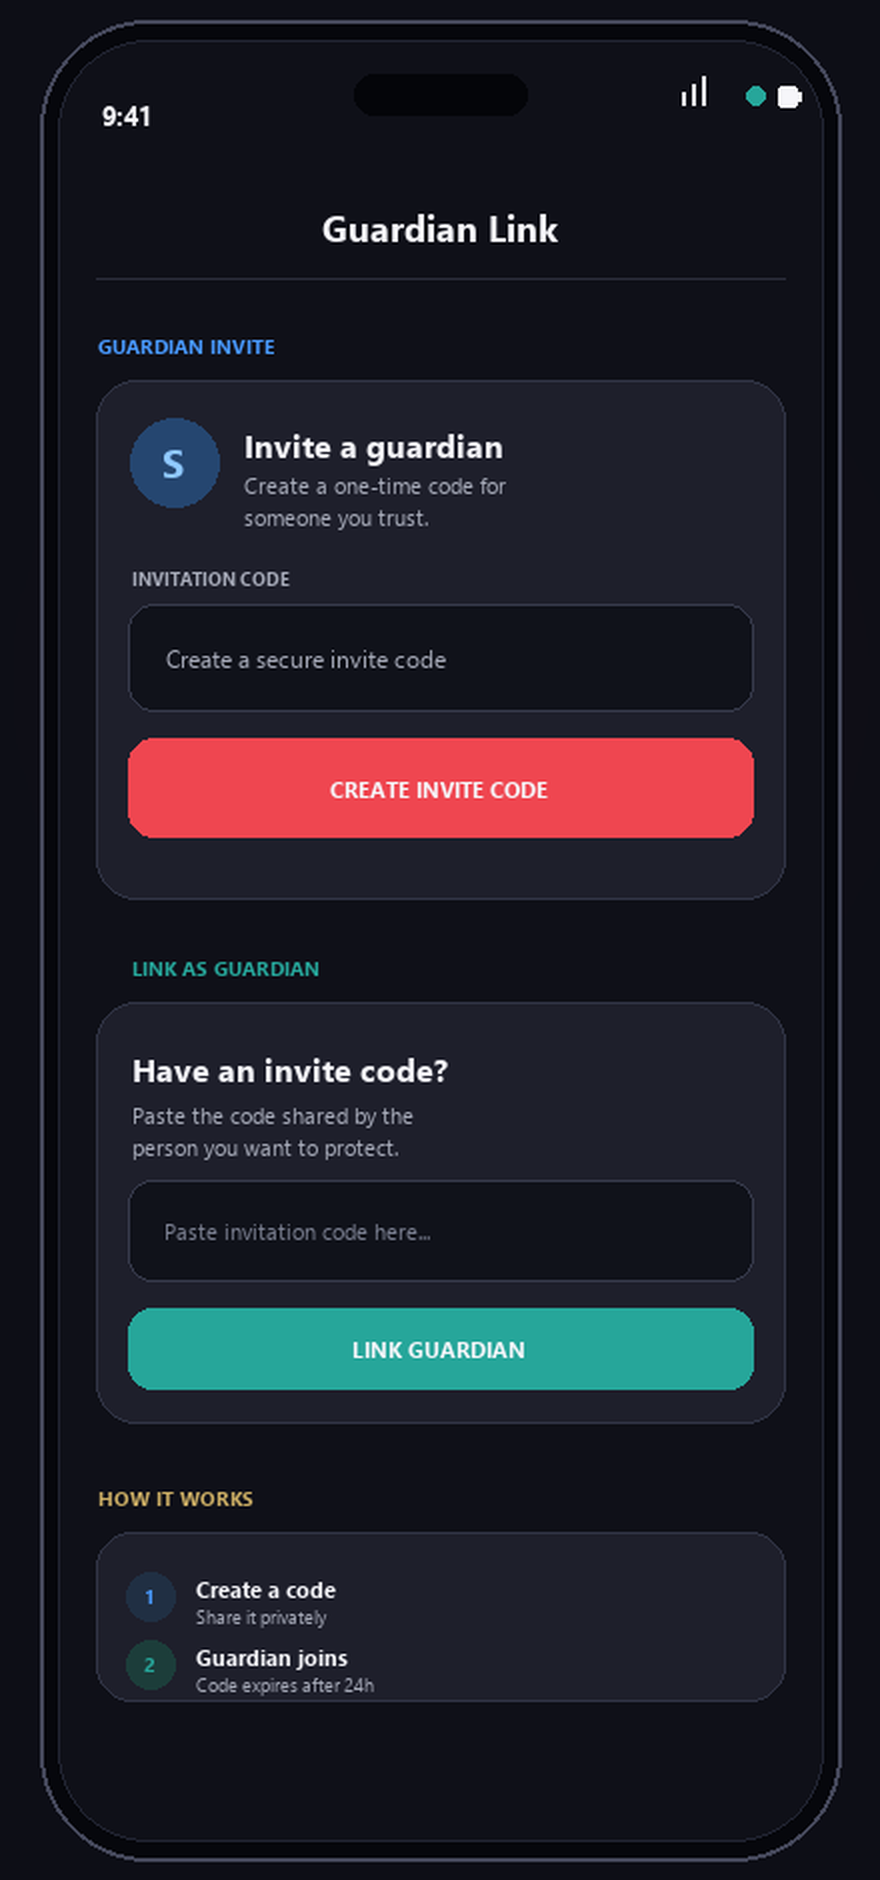 9:41
Guardian Link
GUARDIAN INVITE
S
Invite a guardian
Create a one-time code for
someone you trust.
INVITATION CODE
Create a secure invite code
CREATE INVITE CODE
LINK AS GUARDIAN
Have an invite code?
Paste the code shared by the
person you want to protect.
Paste invitation code here...
LINK GUARDIAN
HOW IT WORKS
1
Create a code
Share it privately
2
Guardian joins
Code expires after 24h